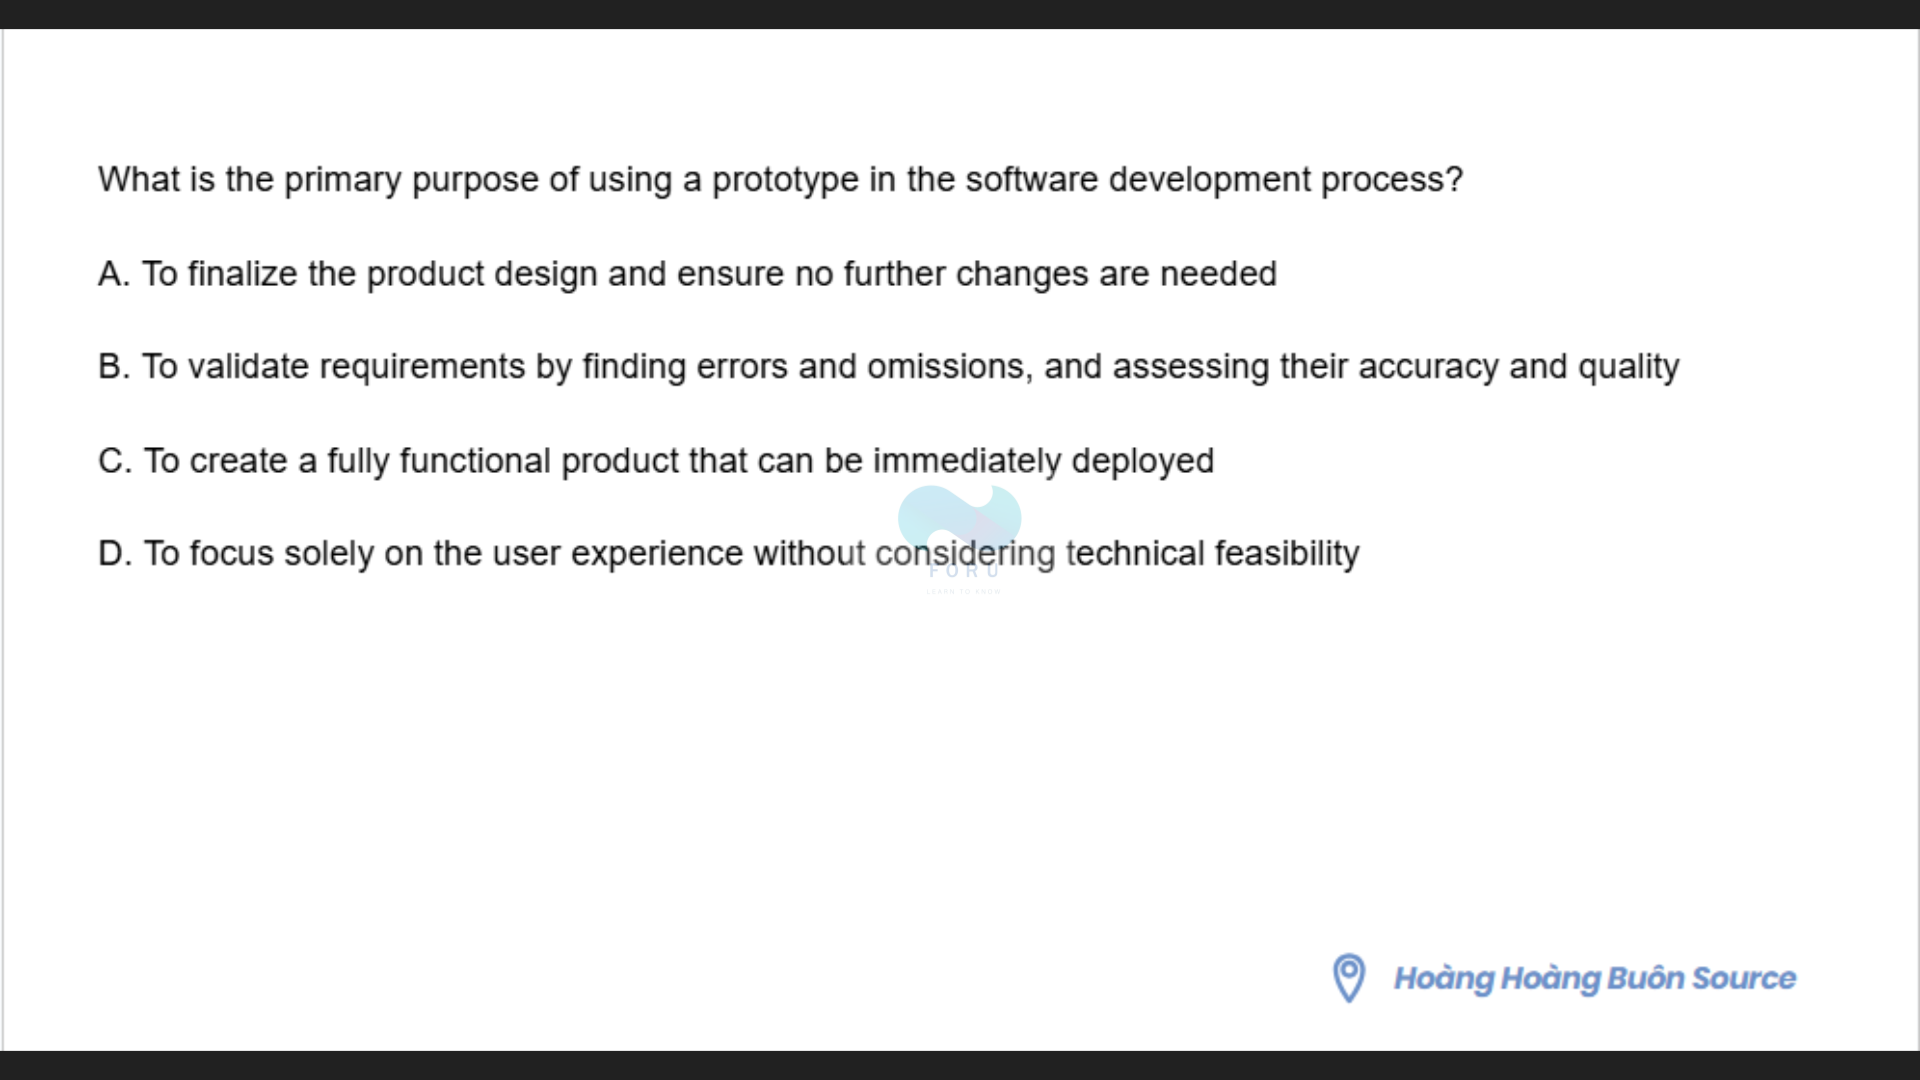 What is the primary purpose of using a prototype in the software development process?
A. To finalize the product design and ensure no further changes are needed
B. To validate requirements by finding errors and omissions, and assessing their accuracy and quality
C. To create a fully functional product that can be immediately deployed
D. To focus solely on the user experience without considering technical feasibility
FORU
LEARN TO KNOW
Hoàng Hoàng Buôn Source